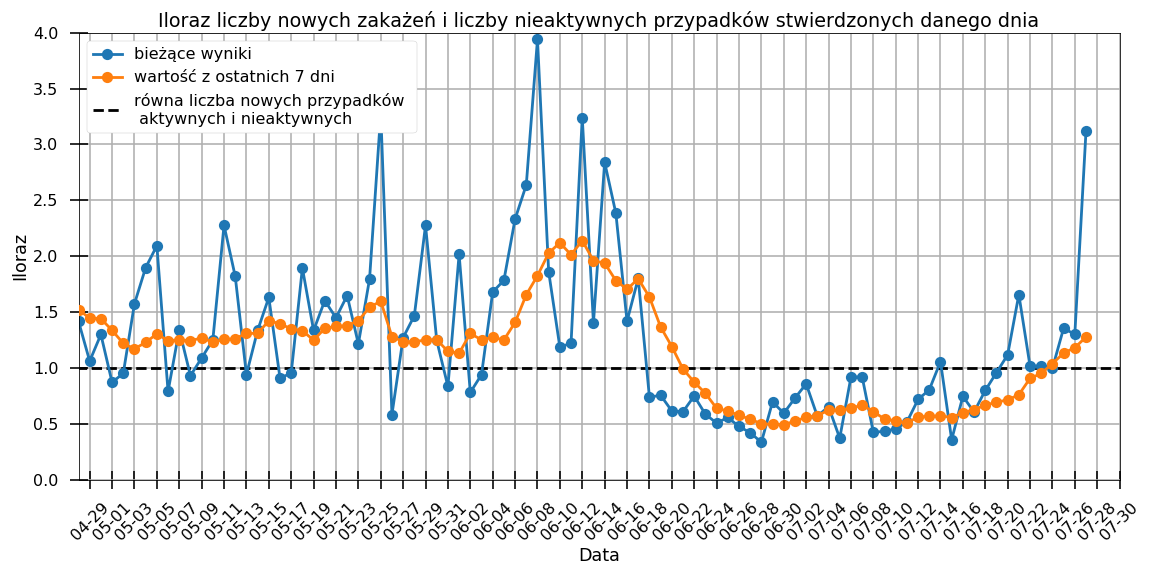 Iloraz liczby nowych zakażeń i liczby nieaktywnych przypadków stwierdzonych danego dnia
bieżące wyniki
wartość z ostatnich 7 dni
równa liczba nowych przypadków
aktywnych i nieaktywnych
4.0
3.5
3.0
2.5
2.0
1.5
1.0
0.5
0.0
Iloraz
04-29 05-01 05-03 05-05 05-07 05-09 05-11 05-13 05-15 05-17 05-19 05-21 05-23 05-25 05-27 05-29 05-31 06-02 06-04 06-06 06-08 06-10 06-12 06-14 06-16 06-18 06-20 06-22 06-24 06-26 06-28 06-30 07-02 07-04 07-06 07-08 07-10 07-12 07-14 07-16 07-18 07-20 07-22 07-24 07-26 07-28 07-30
Data